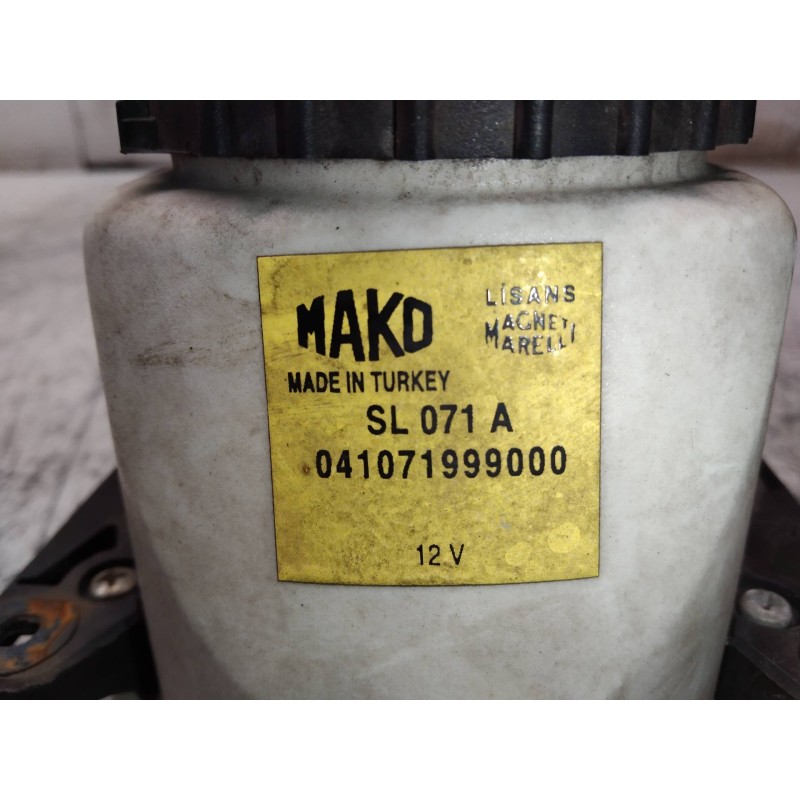 MAKO
LİSANS
MAGNETİ
MARELLİ
MADE IN TURKEY
SL 071 A
041071999000
12 V